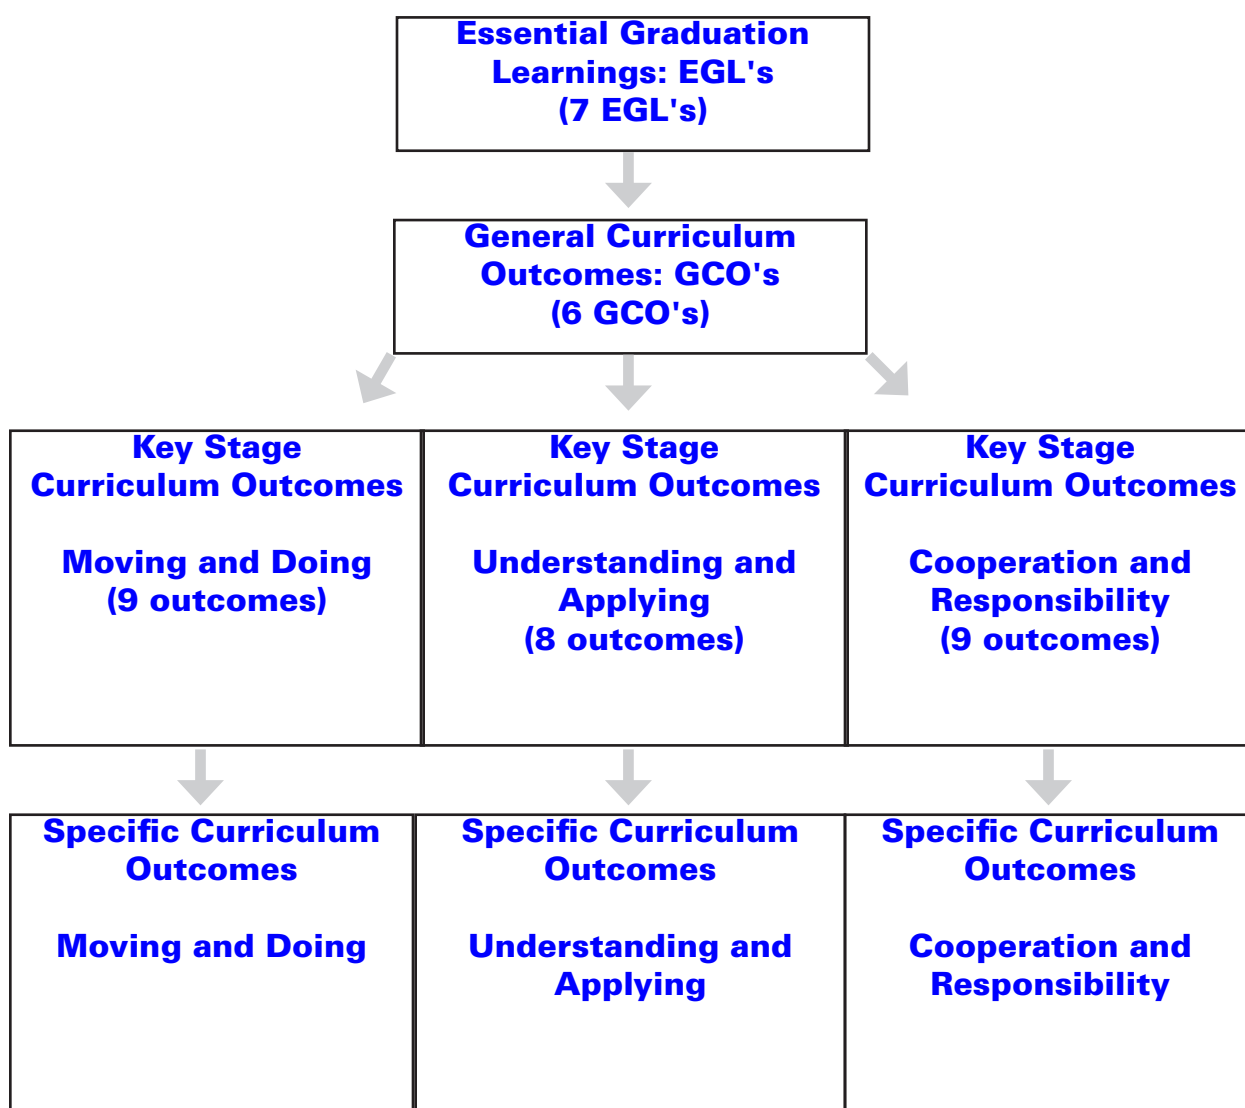 Essential Graduation
Learnings: EGL's
(7 EGL's)
General Curriculum
Outcomes: GCO's
(6 GCO's)
Key Stage
Curriculum Outcomes
Moving and Doing
(9 outcomes)
Key Stage
Curriculum Outcomes
Understanding and
Applying
(8 outcomes)
Key Stage
Curriculum Outcomes
Cooperation and
Responsibility
(9 outcomes)
Specific Curriculum
Outcomes
Moving and Doing
Specific Curriculum
Outcomes
Understanding and
Applying
Specific Curriculum
Outcomes
Cooperation and
Responsibility